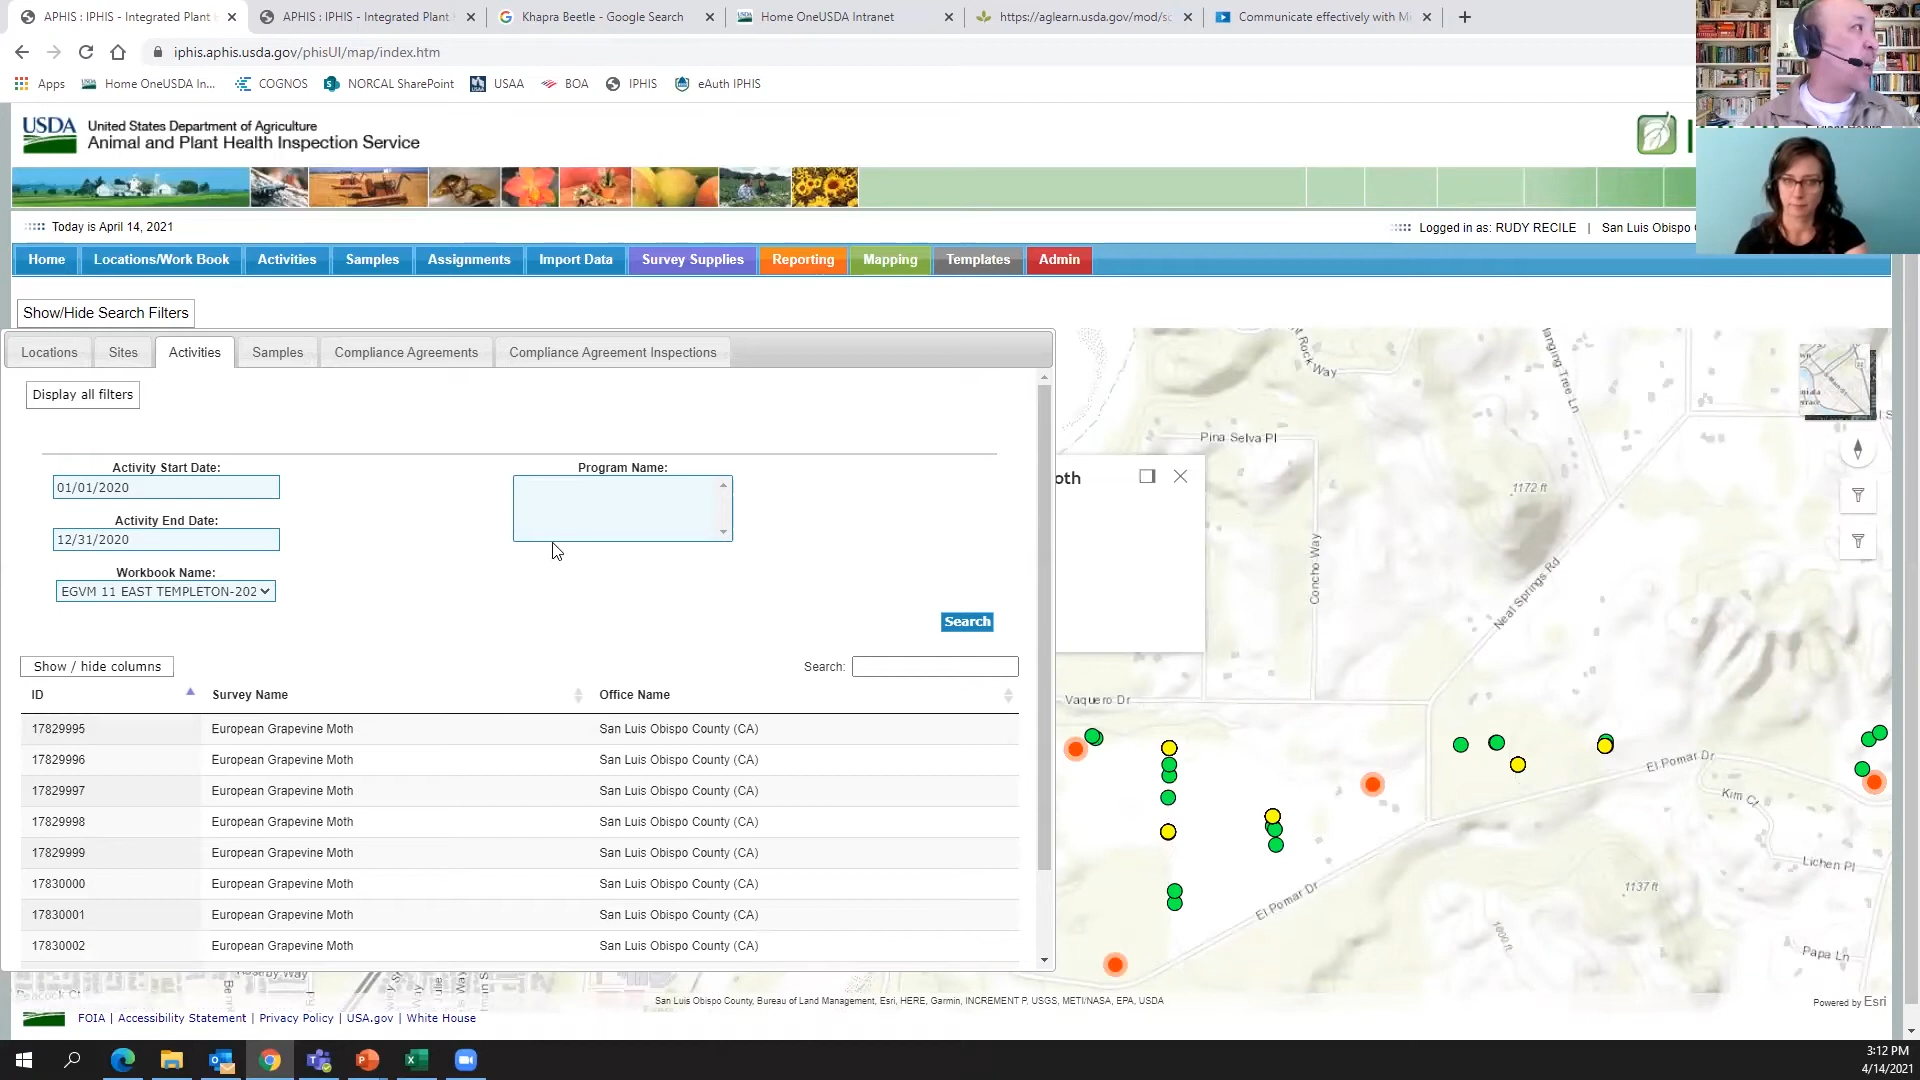 APHIS : IPHIS - Integrated Plant
APHIS : IPHIS - Integrated Plant
Khapra Beetle - Google Search
Home OneUSDA Intranet
https://aglearn.usda.gov/mod/sc
Communicate effectively with Mi
iphis.aphis.usda.gov/phisUI/map/index.htm
Apps
Home OneUSDA In...
COGNOS
NORCAL SharePoint
USAA
BOA
IPHIS
eAuth IPHIS
USDA
United States Department of Agriculture
Animal and Plant Health Inspection Service
Today is April 14, 2021
Logged in as: RUDY RECILE | San Luis Obispo
Home
Locations/Work Book
Activities
Samples
Assignments
Import Data
Survey Supplies
Reporting
Mapping
Templates
Admin
Show/Hide Search Filters
Locations
Sites
Activities
Samples
Compliance Agreements
Compliance Agreement Inspections
Display all filters
Activity Start Date:
01/01/2020
Activity End Date:
12/31/2020
Workbook Name:
EGVM 11 EAST TEMPLETON-202
Program Name:
Search
Show / hide columns
Search:
ID Survey Name Office Name
17829995 European Grapevine Moth San Luis Obispo County (CA)
17829996 European Grapevine Moth San Luis Obispo County (CA)
17829997 European Grapevine Moth San Luis Obispo County (CA)
17829998 European Grapevine Moth San Luis Obispo County (CA)
17829999 European Grapevine Moth San Luis Obispo County (CA)
17830000 European Grapevine Moth San Luis Obispo County (CA)
17830001 European Grapevine Moth San Luis Obispo County (CA)
17830002 European Grapevine Moth San Luis Obispo County (CA)
Rock Way
anging Tree Ln
Pina Selva Pl
oth
1172 ft
Concho Way
Neal Springs Rd
Vaquero Dr
El Pomar Dr
Kim Ct
Lichen Pl
El Pomar Dr
1137 ft
Papa Ln
Peacock Ct
San Luis Obispo County, Bureau of Land Management, Esri, HERE, Garmin, INCREMENT P, USGS, METI/NASA, EPA, USDA
Powered by Esri
FOIA | Accessibility Statement | Privacy Policy | USA.gov | White House
3:12 PM
4/14/2021